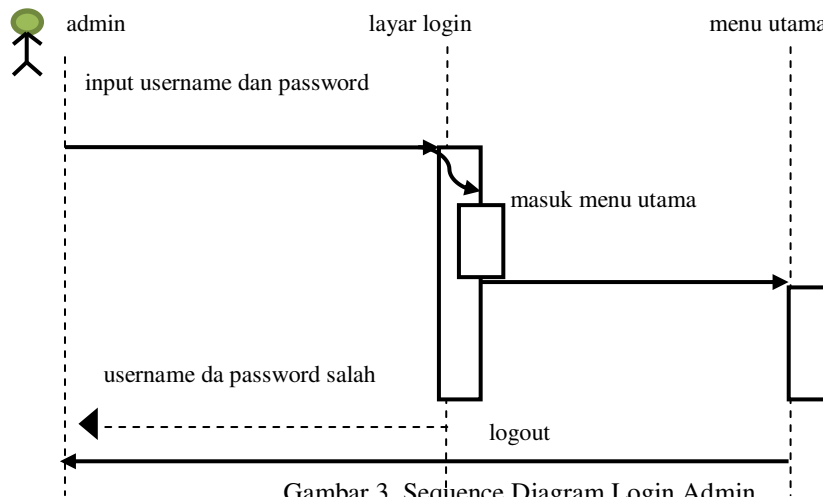 admin
layar login
menu utama
input username dan password
masuk menu utama
username da password salah
logout
Gambar 3. Sequence Diagram Login Admin